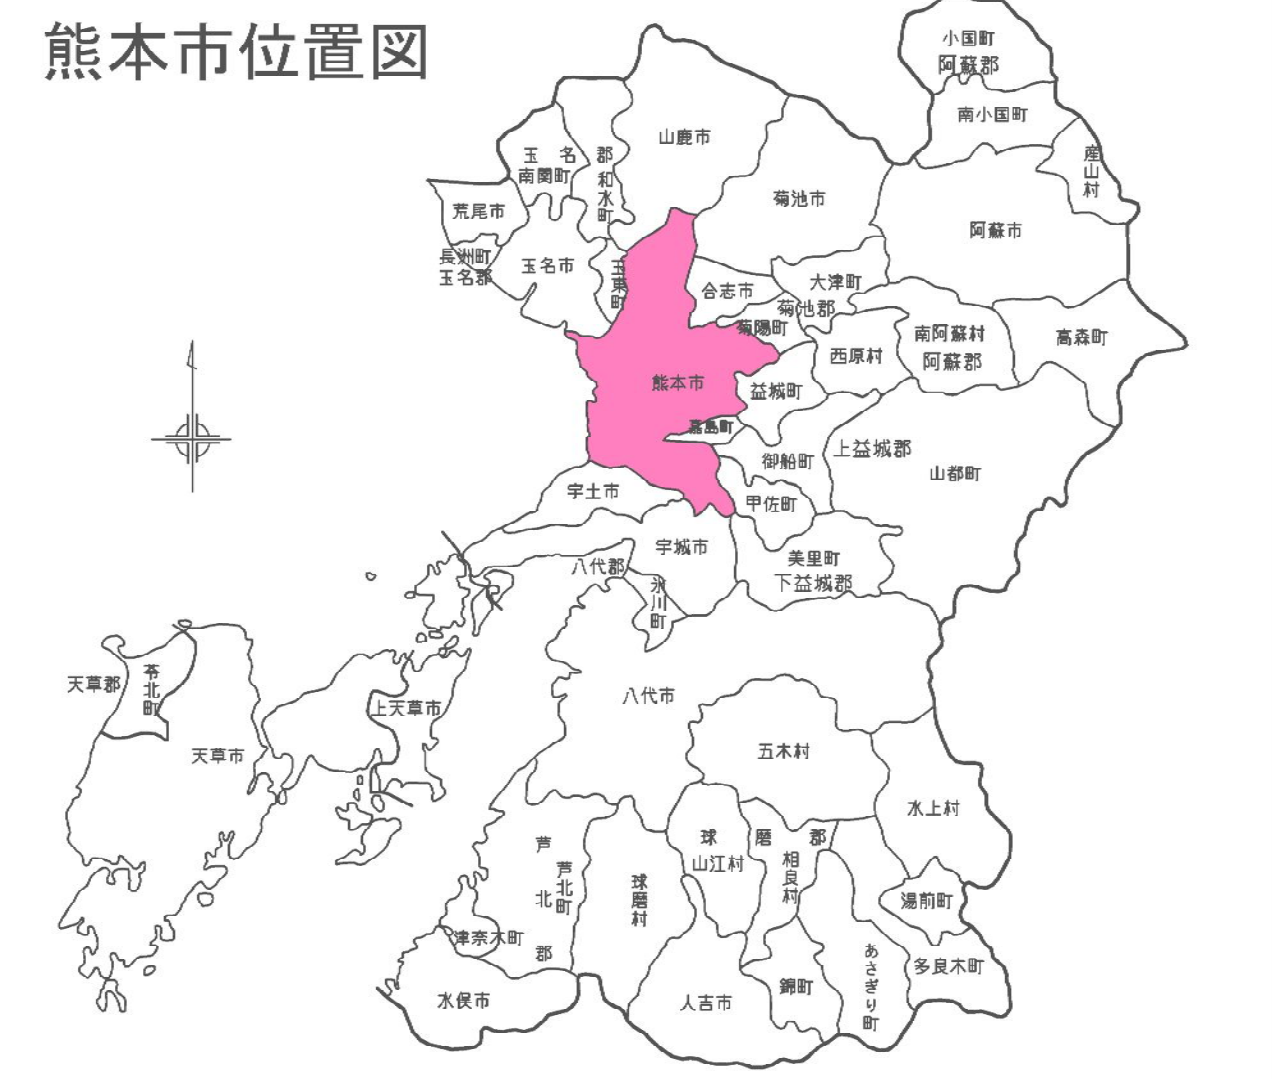 熊本市位置図
小国町
阿蘇郡
南小国町
産山村
山鹿市
玉名郡
南関町
和水町
菊池市
荒尾市
阿蘇市
長洲町
玉名郡
玉名市
玉東町
合志市
大津町
菊池郡
菊陽町
西原村
南阿蘇村
阿蘇郡
高森町
熊本市
益城町
嘉島町
御船町
上益城郡
山都町
宇土市
甲佐町
宇城市
美里町
下益城郡
八代郡
氷川町
天草郡
苓北町
上天草市
天草市
八代市
五木村
水上村
球磨郡
山江村
相良村
湯前町
芦北郡
芦北町
球磨村
津奈木町
あさぎり町
多良木町
水俣市
人吉市
錦町